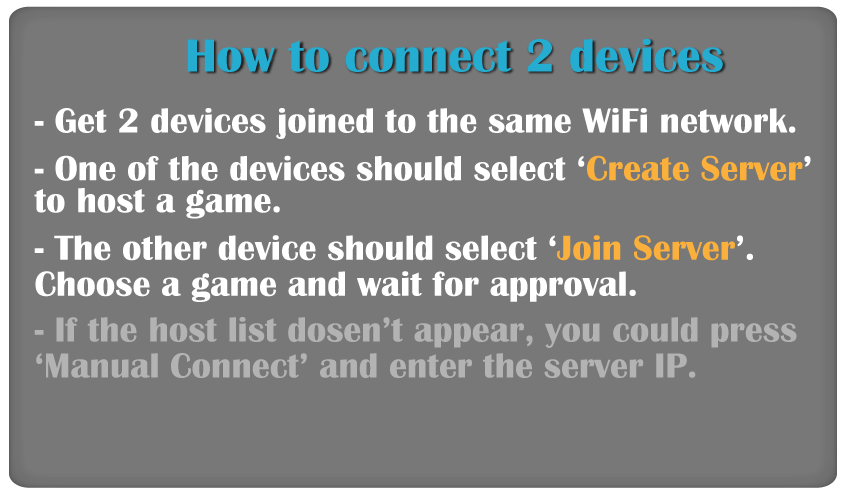 How to connect 2 devices
- Get 2 devices joined to the same WiFi network.
- One of the devices should select ‘Create Server’
to host a game.
- The other device should select ‘Join Server’.
Choose a game and wait for approval.
- If the host list dosen’t appear, you could press
‘Manual Connect’ and enter the server IP.